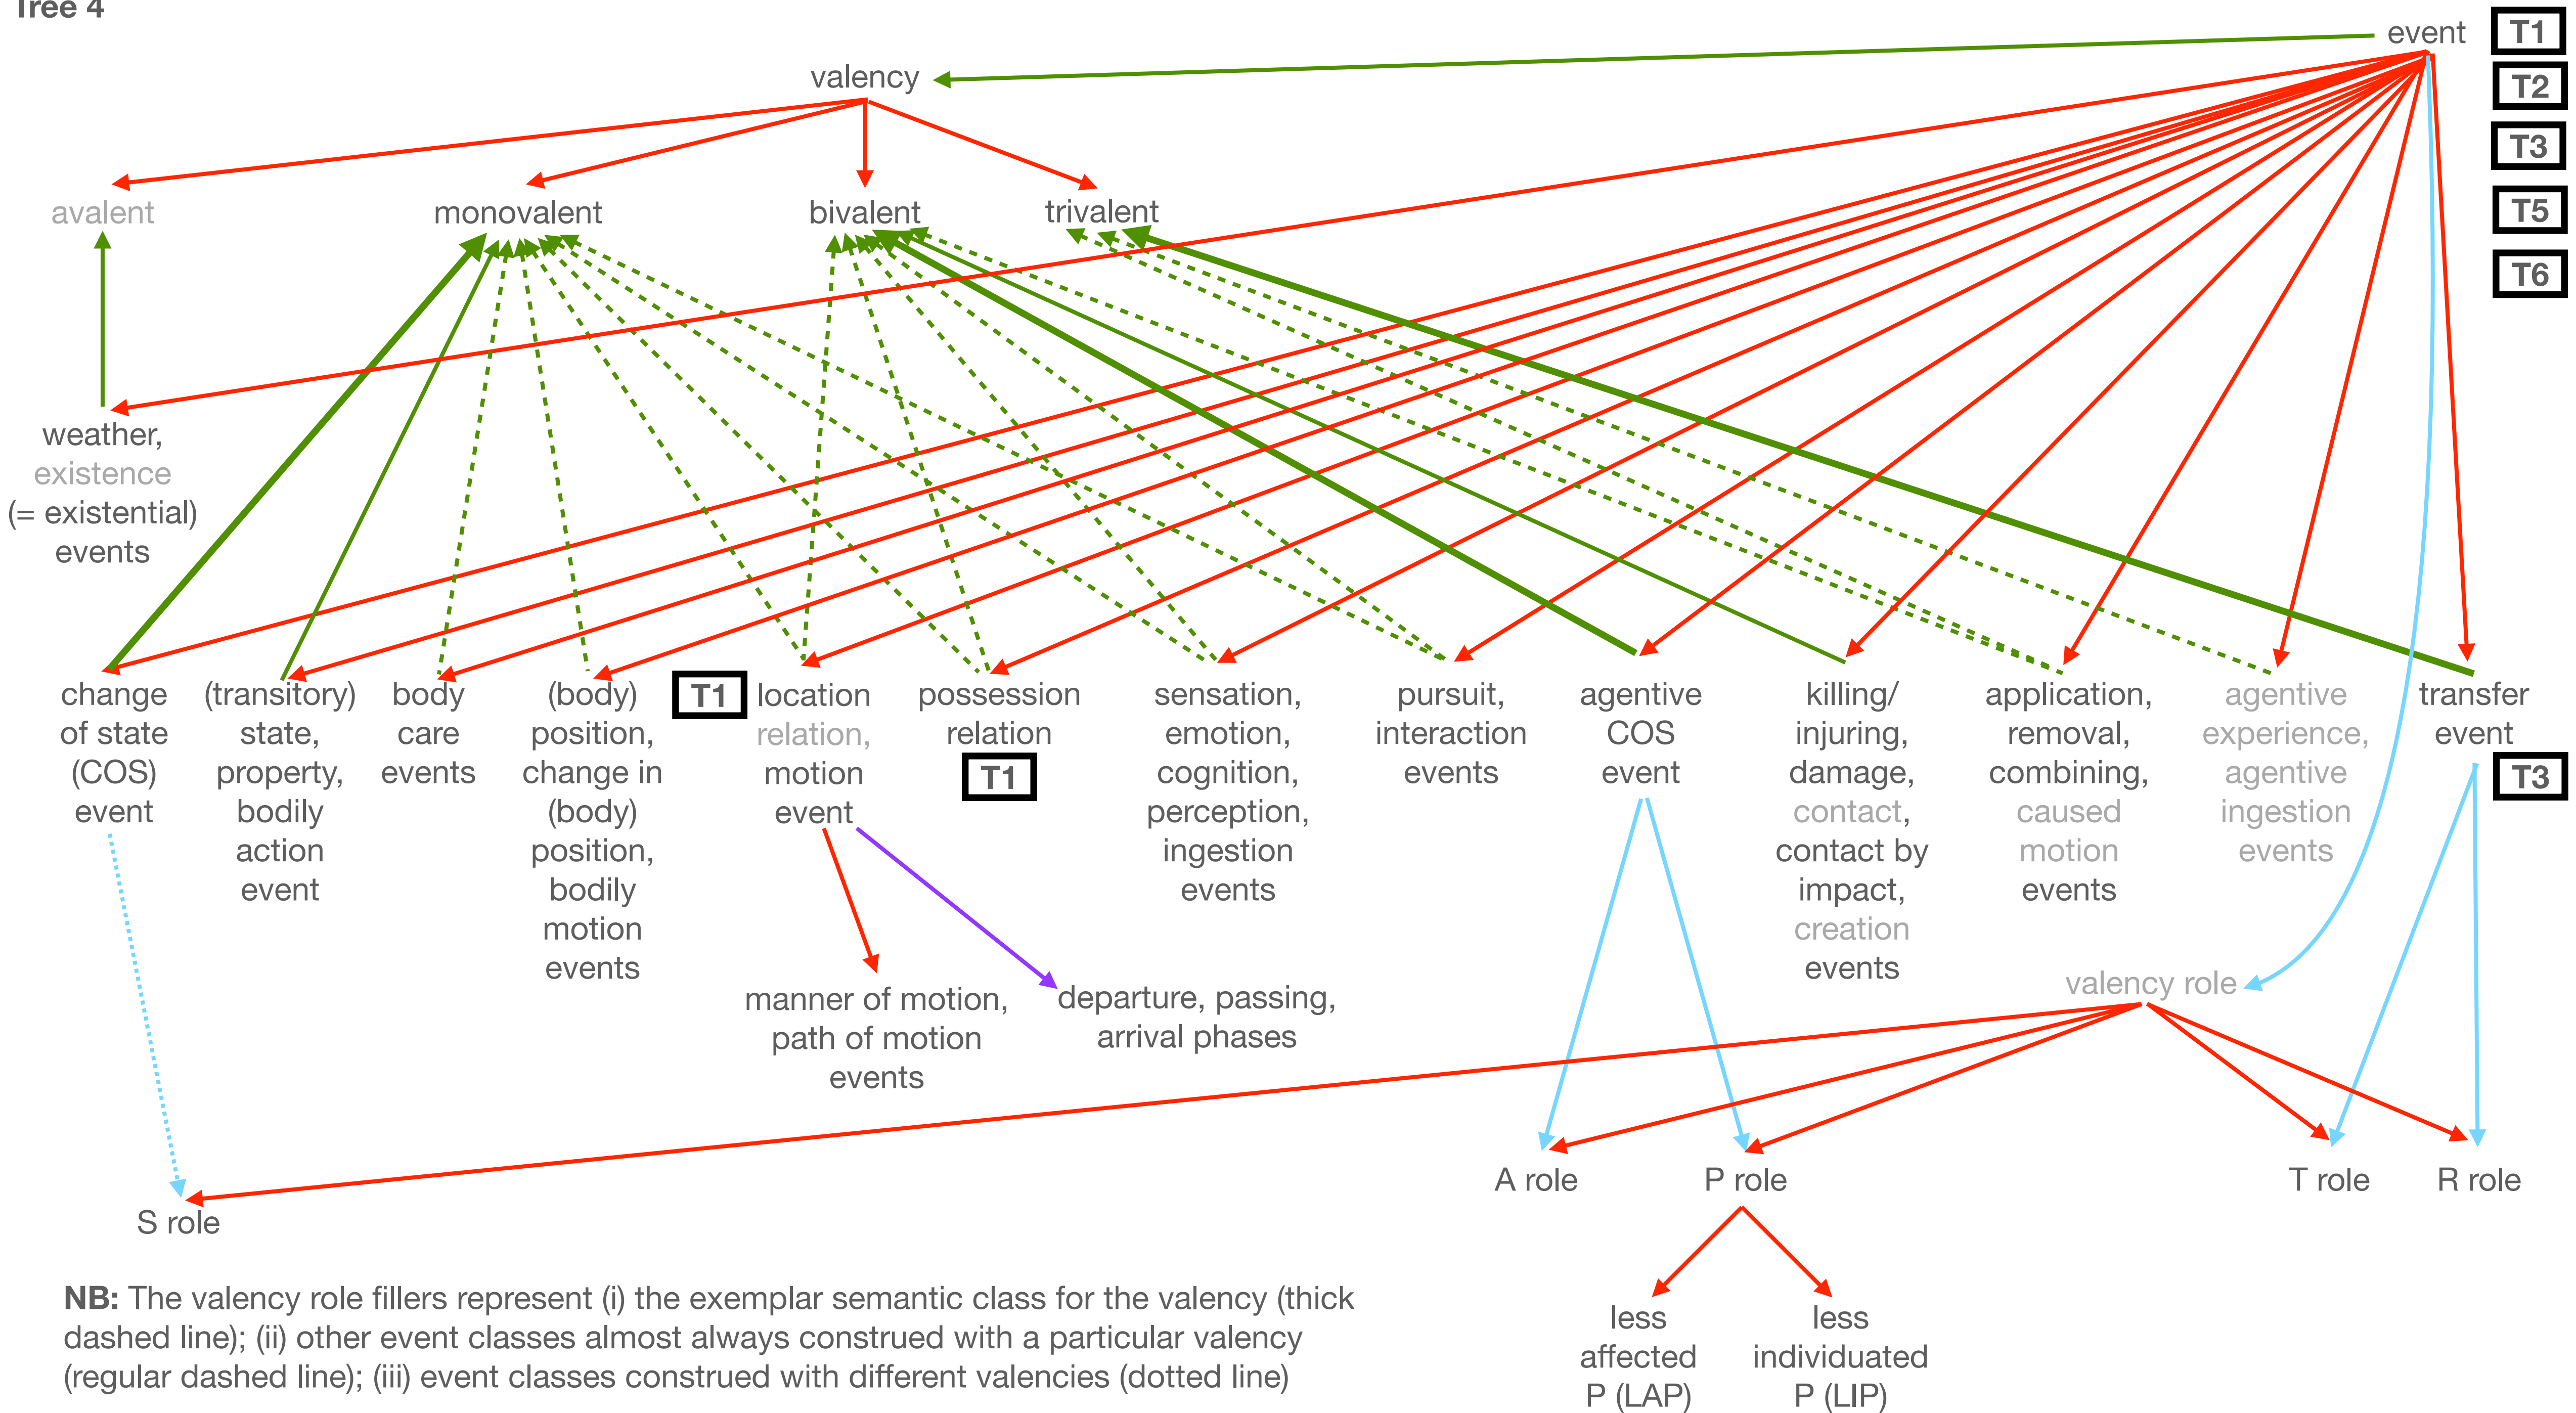 Tree 4
event
T1
T2
T3
T5
T6
valency
avalent
monovalent
bivalent
trivalent
weather,
existence
(= existential)
events
change
of state
(COS)
event
(transitory)
state,
property,
bodily
action
event
body
care
events
(body)
position,
change in
(body)
position,
bodily
motion
events
T1
location
relation,
motion
event
possession
relation
T1
sensation,
emotion,
cognition,
perception,
ingestion
events
pursuit,
interaction
events
agentive
COS
event
killing/
injuring,
damage,
contact,
contact by
impact,
creation
events
application,
removal,
combining,
caused
motion
events
agentive
experience,
agentive
ingestion
events
transfer
event
T3
manner of motion,
path of motion
events
departure, passing,
arrival phases
valency role
S role
A role
P role
T role
R role
less
affected
P (LAP)
less
individuated
P (LIP)
NB: The valency role fillers represent (i) the exemplar semantic class for the valency (thick
dashed line); (ii) other event classes almost always construed with a particular valency
(regular dashed line); (iii) event classes construed with different valencies (dotted line)